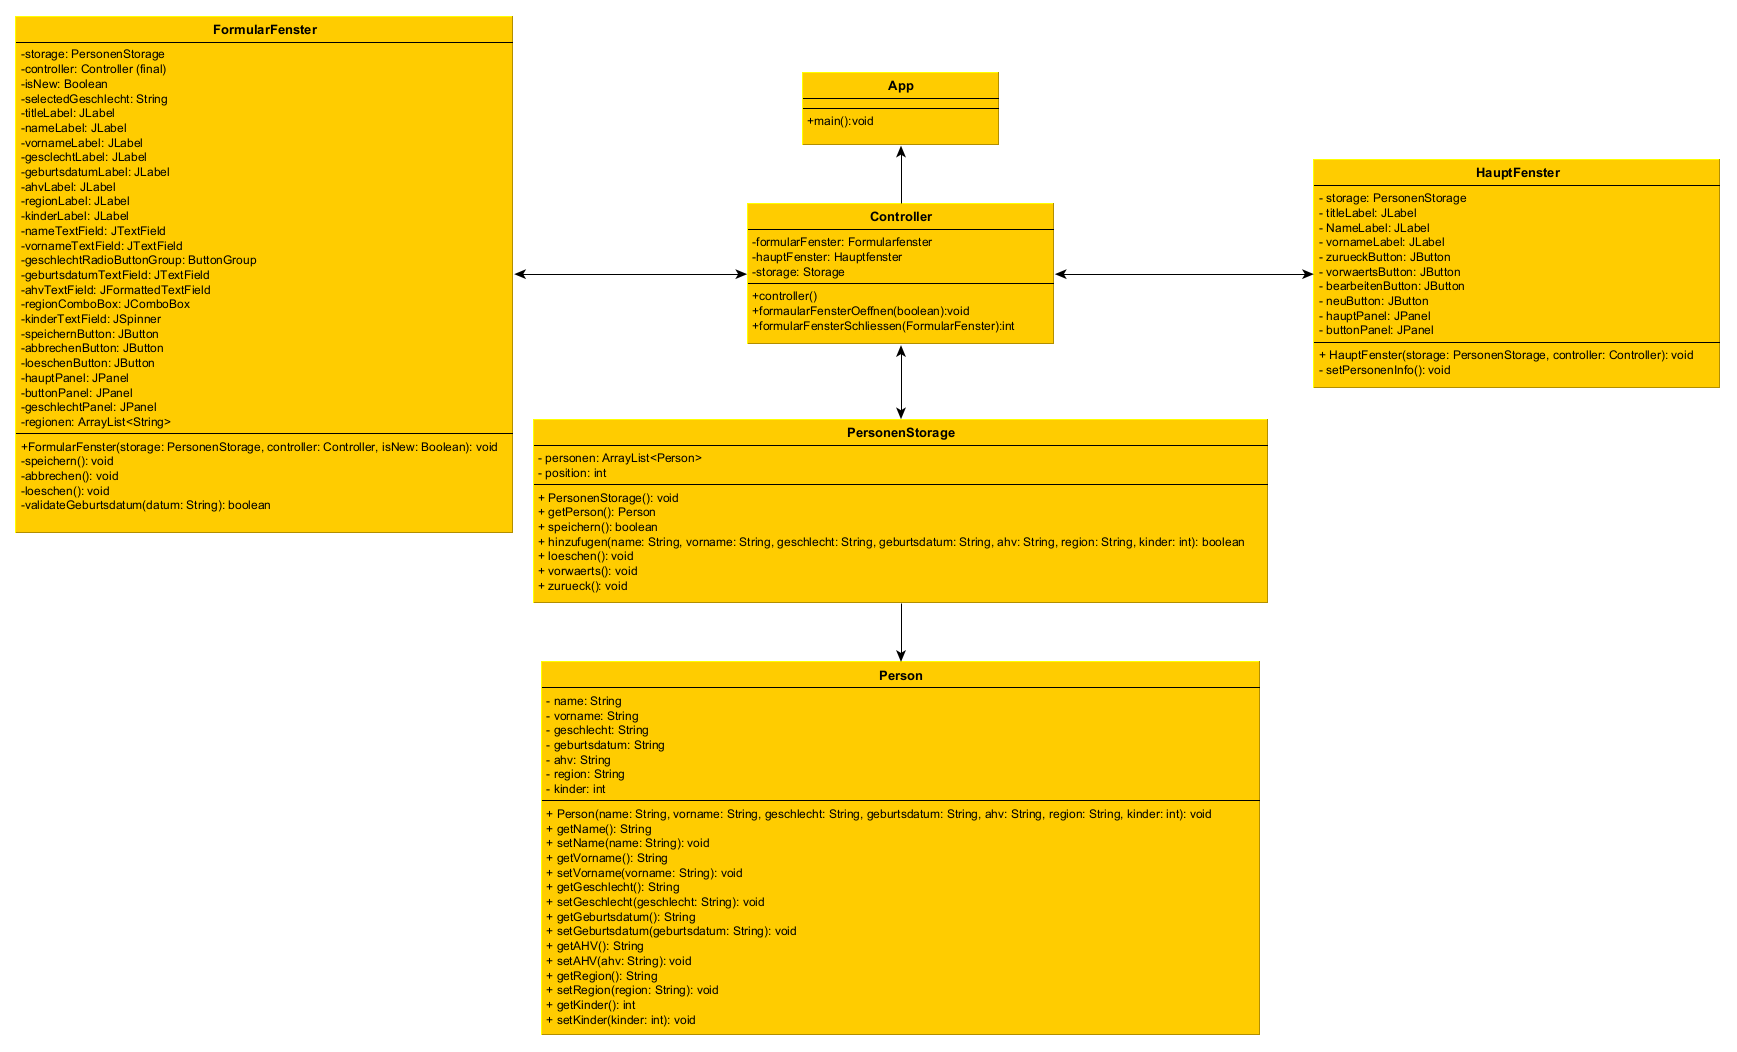 FormularFenster
-storage: PersonenStorage
-controller: Controller (final)
-isNew: Boolean
-selectedGeschlecht: String
-titleLabel: JLabel
-nameLabel: JLabel
-vornameLabel: JLabel
-gesclechtLabel: JLabel
-geburtsdatumLabel: JLabel
-ahvLabel: JLabel
-regionLabel: JLabel
-kinderLabel: JLabel
-nameTextField: JTextField
-vornameTextField: JTextField
-geschlechtRadioButtonGroup: ButtonGroup
-geburtsdatumTextField: JTextField
-ahvTextField: JFormattedTextField
-regionComboBox: JComboBox
-kinderTextField: JSpinner
-speichernButton: JButton
-abbrechenButton: JButton
-loeschenButton: JButton
-hauptPanel: JPanel
-buttonPanel: JPanel
-geschlechtPanel: JPanel
-regionen: ArrayList<String>
+FormularFenster(storage: PersonenStorage, controller: Controller, isNew: Boolean): void
-speichern(): void
-abbrechen(): void
-loeschen(): void
-validateGeburtsdatum(datum: String): boolean
App
+main():void
Controller
-formularFenster: Formularfenster
-hauptFenster: Hauptfenster
-storage: Storage
+controller()
+formaularFensterOeffnen(boolean):void
+formularFensterSchliessen(FormularFenster):int
HauptFenster
- storage: PersonenStorage
- titleLabel: JLabel
- NameLabel: JLabel
- vornameLabel: JLabel
- zurueckButton: JButton
- vorwaertsButton: JButton
- bearbeitenButton: JButton
- neuButton: JButton
- hauptPanel: JPanel
- buttonPanel: JPanel
+ HauptFenster(storage: PersonenStorage, controller: Controller): void
- setPersonenInfo(): void
PersonenStorage
- personen: ArrayList<Person>
- position: int
+ PersonenStorage(): void
+ getPerson(): Person
+ speichern(): boolean
+ hinzufugen(name: String, vorname: String, geschlecht: String, geburtsdatum: String, ahv: String, region: String, kinder: int): boolean
+ loeschen(): void
+ vorwaerts(): void
+ zurueck(): void
Person
- name: String
- vorname: String
- geschlecht: String
- geburtsdatum: String
- ahv: String
- region: String
- kinder: int
+ Person(name: String, vorname: String, geschlecht: String, geburtsdatum: String, ahv: String, region: String, kinder: int): void
+ getName(): String
+ setName(name: String): void
+ getVorname(): String
+ setVorname(vorname: String): void
+ getGeschlecht(): String
+ setGeschlecht(geschlecht: String): void
+ getGeburtsdatum(): String
+ setGeburtsdatum(geburtsdatum: String): void
+ getAHV(): String
+ setAHV(ahv: String): void
+ getRegion(): String
+ setRegion(region: String): void
+ getKinder(): int
+ setKinder(kinder: int): void